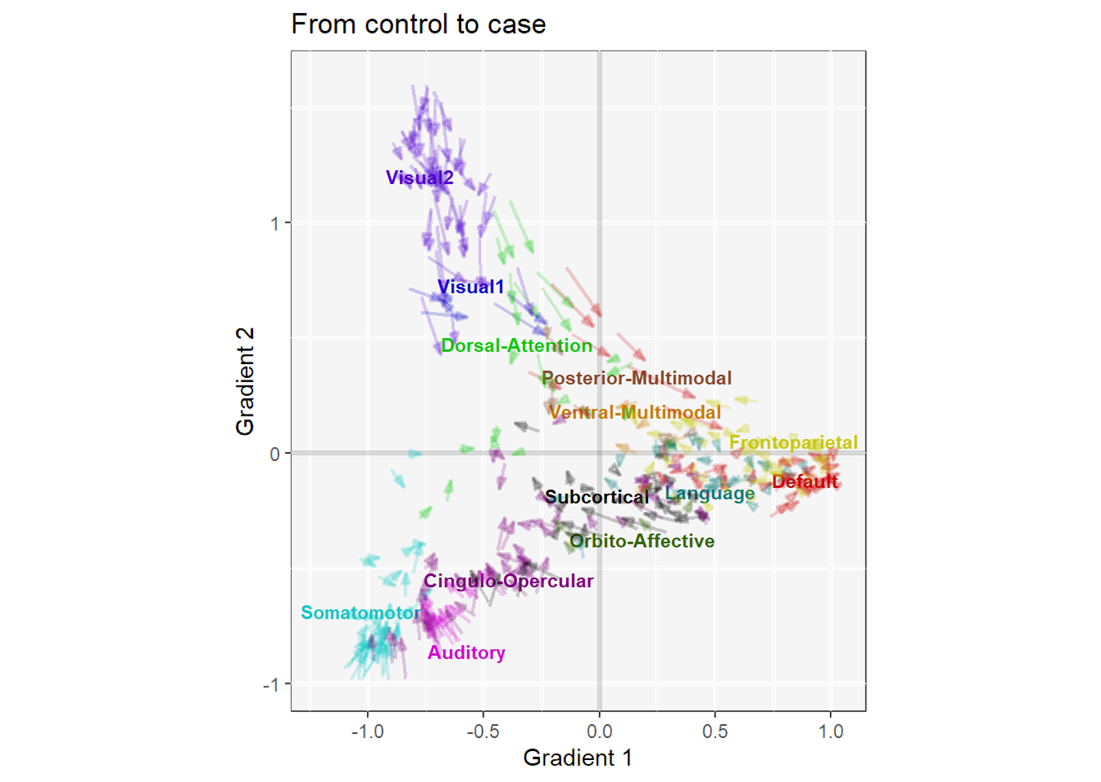 From control to case
Gradient 2
1
0
-1
Visual2
Visual1
Dorsal-Attention
Posterior-Multimodal
Ventral-Multimodal
Frontoparietal
Default
Language
Subcortical
Orbito-Affective
Cingulo-Opercular
Somatomotor
Auditory
-1.0 -0.5 0.0 0.5 1.0
Gradient 1